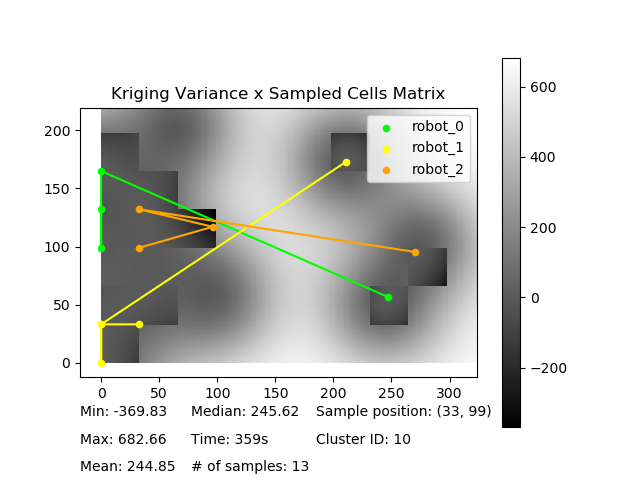 Kriging Variance x Sampled Cells Matrix
robot_0
robot_1
robot_2
200
150
100
50
0
0 50 100 150 200 250 300
600
400
200
0
−200
Min: -369.83 Median: 245.62 Sample position: (33, 99)
Max: 682.66 Time: 359s Cluster ID: 10
Mean: 244.85 # of samples: 13